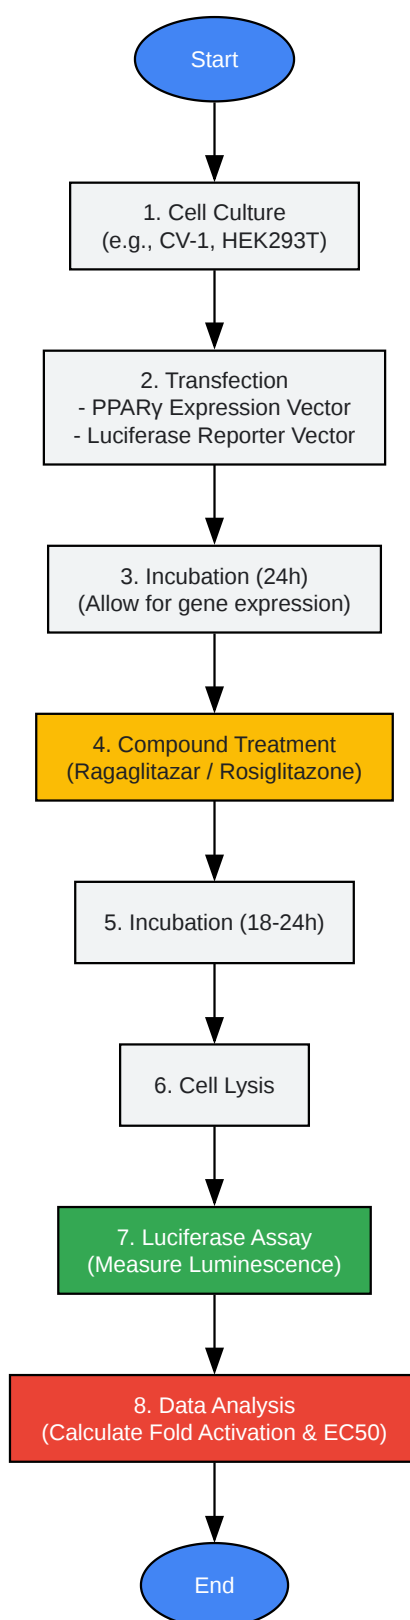 Start
1. Cell Culture
(e.g., CV-1, HEK293T)
2. Transfection
- PPARγ Expression Vector
- Luciferase Reporter Vector
3. Incubation (24h)
(Allow for gene expression)
4. Compound Treatment
(Ragaglitazar / Rosiglitazone)
5. Incubation (18-24h)
6. Cell Lysis
7. Luciferase Assay
(Measure Luminescence)
8. Data Analysis
(Calculate Fold Activation & EC50)
End